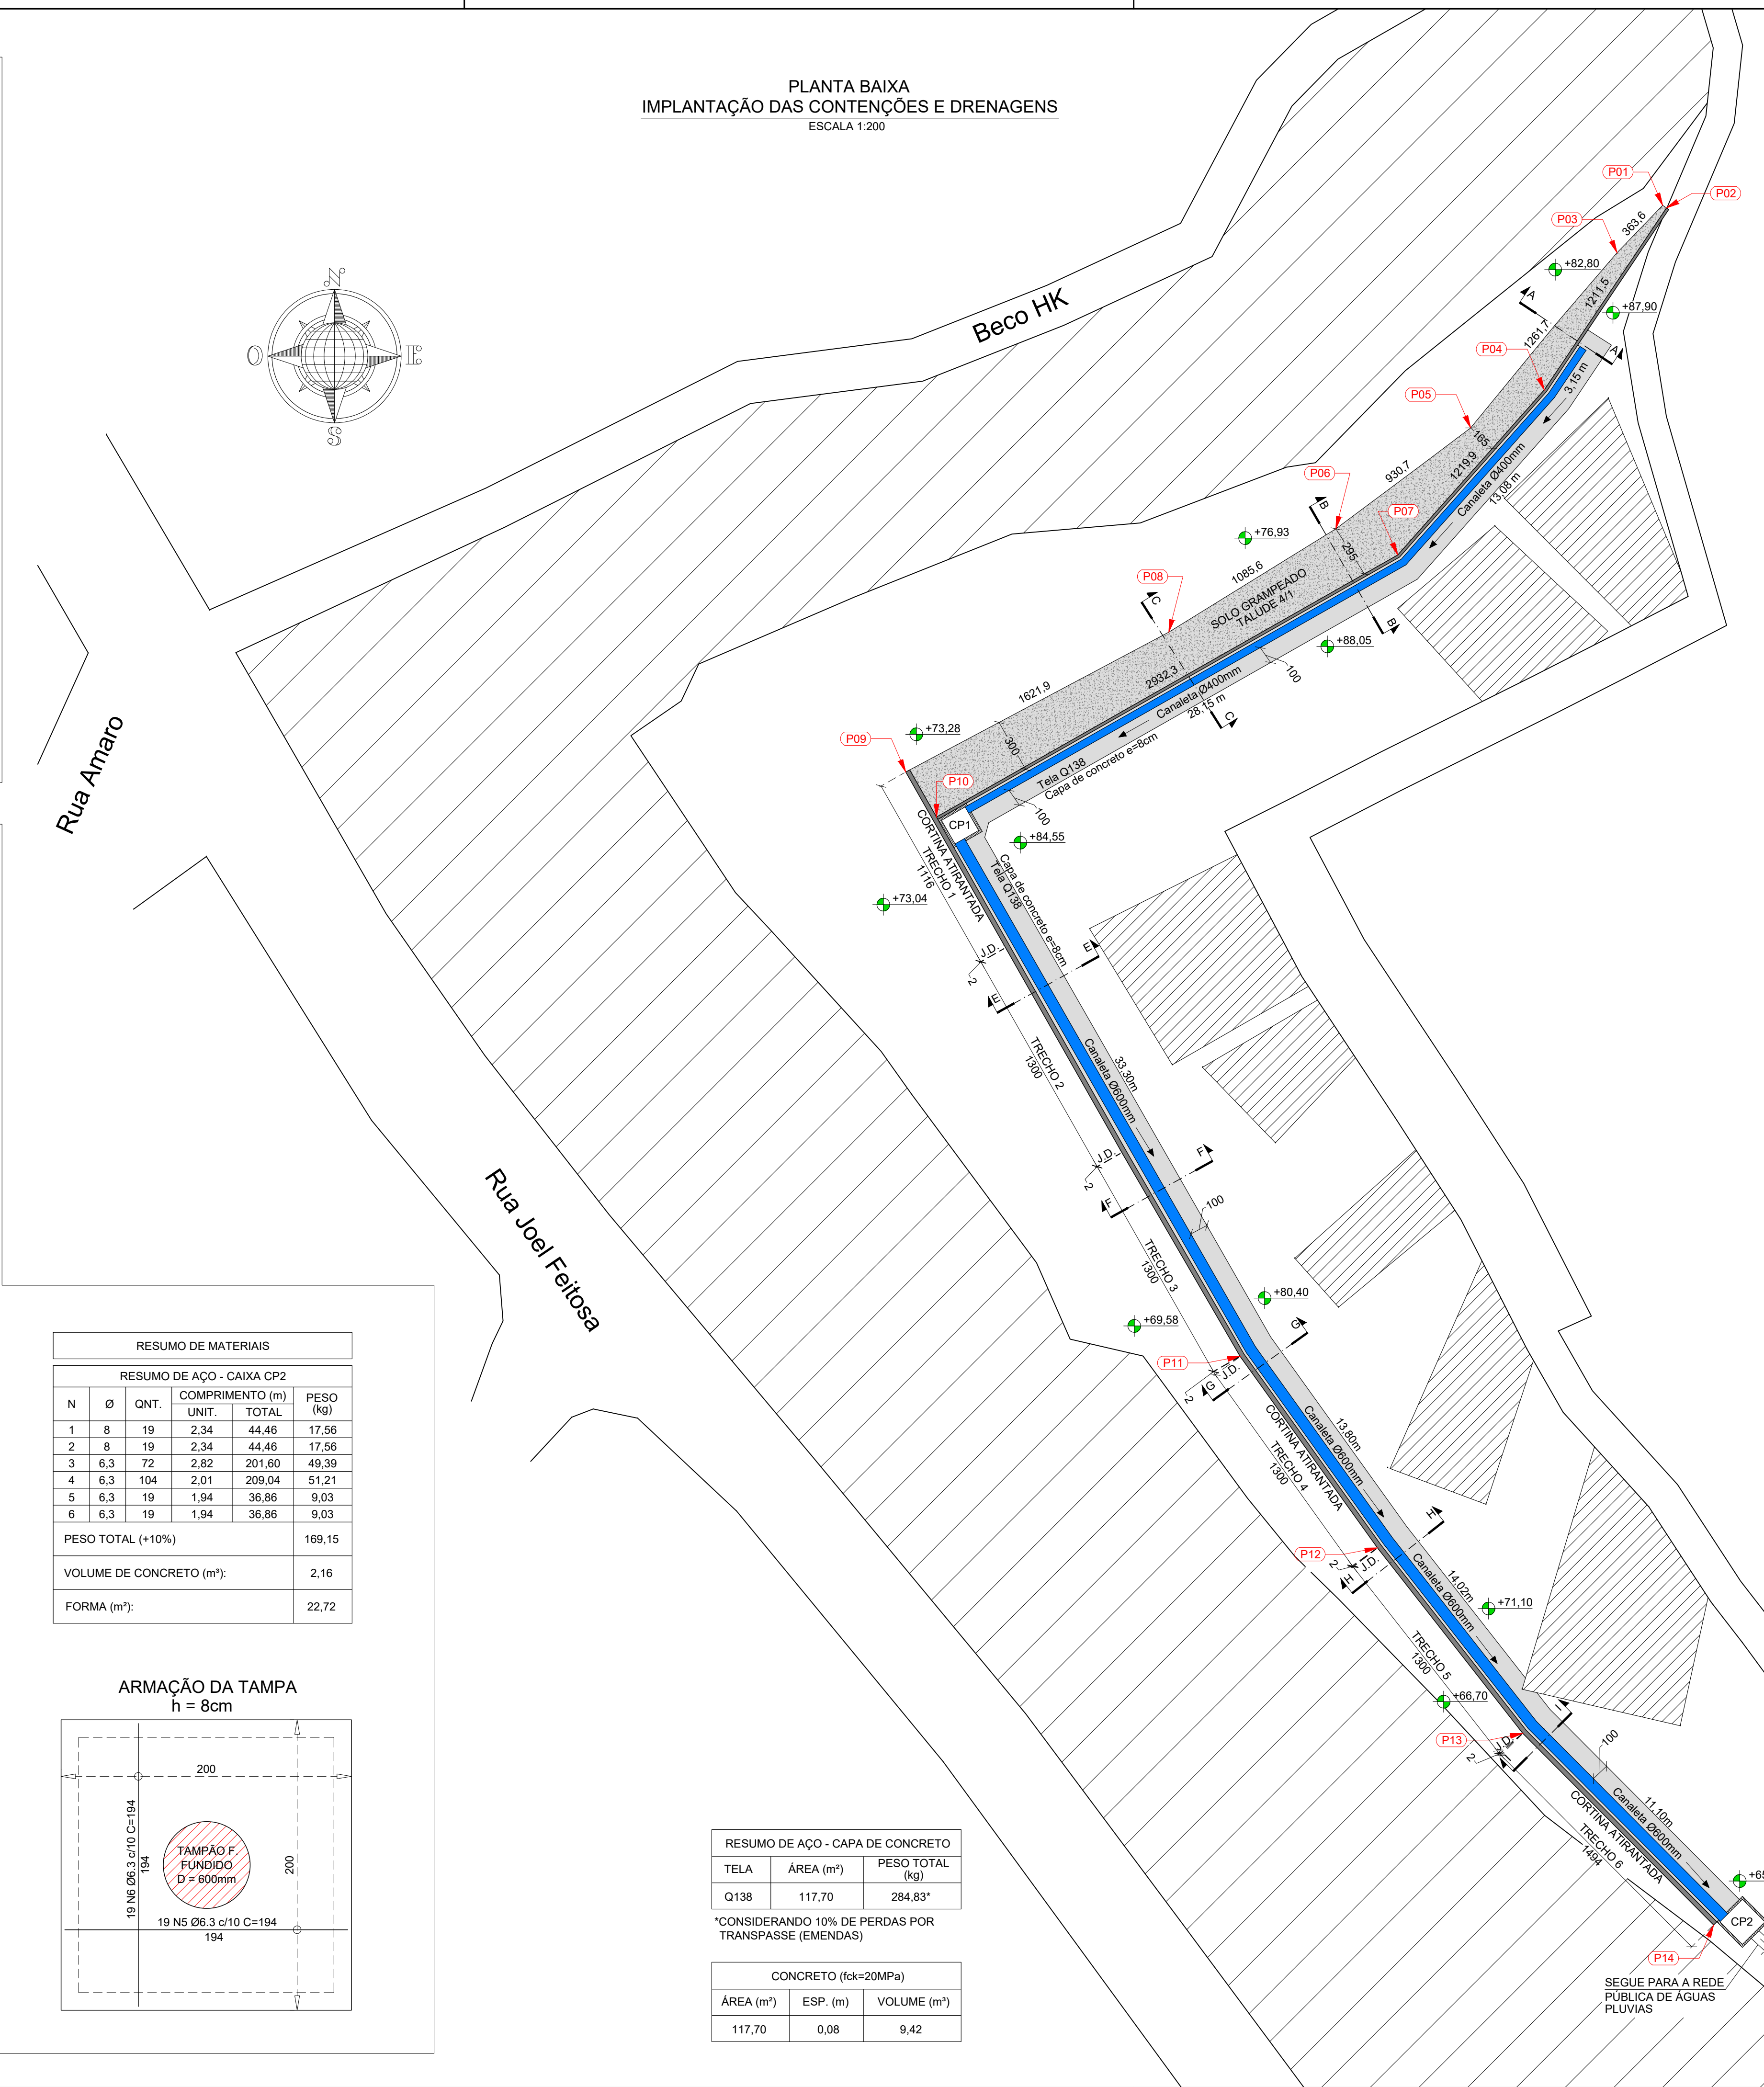 PLANTA BAIXA
IMPLANTAÇÃO DAS CONTENÇÕES E DRENAGENS
ESCALA 1:200
N
O
E
S
Beco HK
Rua Amaro
Rua Joel Feitosa
P01
P02
P03
363,6
+82,80
1211,5
+87,90
A
1261,7
A
P04
3,15 m
P05
165
1219,9
Canaleta Ø400mm
13,08 m
930,7
P06
P07
B
+76,93
295
1085,6
P08
SOLO GRAMPEADO
TALUDE 4/1
B
C
+88,05
100
1621,9
2932,3
Canaleta Ø400mm
28,15 m
C
+73,28
P09
300
Tela Q138
Capa de concreto e=8cm
P10
100
CP1
+84,55
CORTINA ATIRANTADA
TRECHO 1
1116
Capa de concreto e=8cm
Tela Q138
+73,04
J.D.
2
E
E
TRECHO 2
1300
33,30m
Canaleta Ø600mm
J.D.
2
F
F
100
TRECHO 3
1300
+80,40
+69,58
G
P11
J.D.
2
G
13,80m
Canaleta Ø600mm
CORTINA ATIRANTADA
TRECHO 4
1300
H
P12
J.D.
2
H
14,02m
Canaleta Ø600mm
+71,10
TRECHO 5
1300
+66,70
I
P13
J.D.
2
I
100
11,10m
Canaleta Ø600mm
CORTINA ATIRANTADA
TRECHO 6
1494
+65
CP2
P14
SEGUE PARA A REDE
PÚBLICA DE ÁGUAS
PLUVIAS
RESUMO DE MATERIAIS
RESUMO DE AÇO - CAIXA CP2
N Ø QNT. COMPRIMENTO (m) PESO (kg)
UNIT. TOTAL
1 8 19 2,34 44,46 17,56
2 8 19 2,34 44,46 17,56
3 6,3 72 2,82 201,60 49,39
4 6,3 104 2,01 209,04 51,21
5 6,3 19 1,94 36,86 9,03
6 6,3 19 1,94 36,86 9,03
PESO TOTAL (+10%) 169,15
VOLUME DE CONCRETO (m³): 2,16
FORMA (m²): 22,72
ARMAÇÃO DA TAMPA
h = 8cm
200
19 N6 Ø6.3 c/10 C=194
194
TAMPÃO F.
FUNDIDO
D = 600mm
200
19 N5 Ø6.3 c/10 C=194
194
RESUMO DE AÇO - CAPA DE CONCRETO
TELA ÁREA (m²) PESO TOTAL (kg)
Q138 117,70 284,83*
*CONSIDERANDO 10% DE PERDAS POR
TRANSPASSE (EMENDAS)
CONCRETO (fck=20MPa)
ÁREA (m²) ESP. (m) VOLUME (m³)
117,70 0,08 9,42